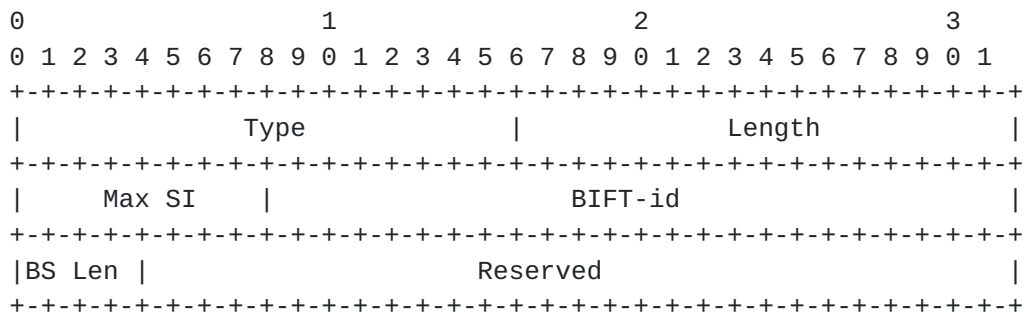 0                   1                   2                   3
0 1 2 3 4 5 6 7 8 9 0 1 2 3 4 5 6 7 8 9 0 1 2 3 4 5 6 7 8 9 0 1
+-+-+-+-+-+-+-+-+-+-+-+-+-+-+-+-+-+-+-+-+-+-+-+-+-+-+-+-+-+-+-+-+
|              Type             |             Length            |
+-+-+-+-+-+-+-+-+-+-+-+-+-+-+-+-+-+-+-+-+-+-+-+-+-+-+-+-+-+-+-+-+
|     Max SI    |                   BIFT-id                     |
+-+-+-+-+-+-+-+-+-+-+-+-+-+-+-+-+-+-+-+-+-+-+-+-+-+-+-+-+-+-+-+-+
|BS Len |                     Reserved                          |
+-+-+-+-+-+-+-+-+-+-+-+-+-+-+-+-+-+-+-+-+-+-+-+-+-+-+-+-+-+-+-+-+